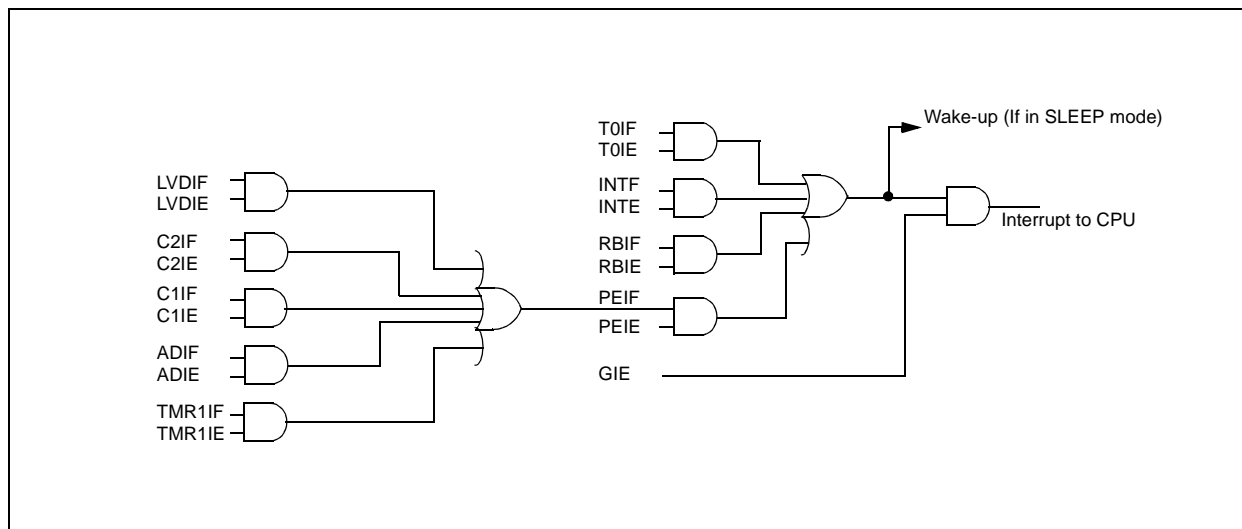 LVDIF
LVDIE
C2IF
C2IE
C1IF
C1IE
ADIF
ADIE
TMR1IF
TMR1IE
T0IF
T0IE
INTF
INTE
RBIF
RBIE
PEIF
PEIE
GIE
Wake-up (If in SLEEP mode)
Interrupt to CPU